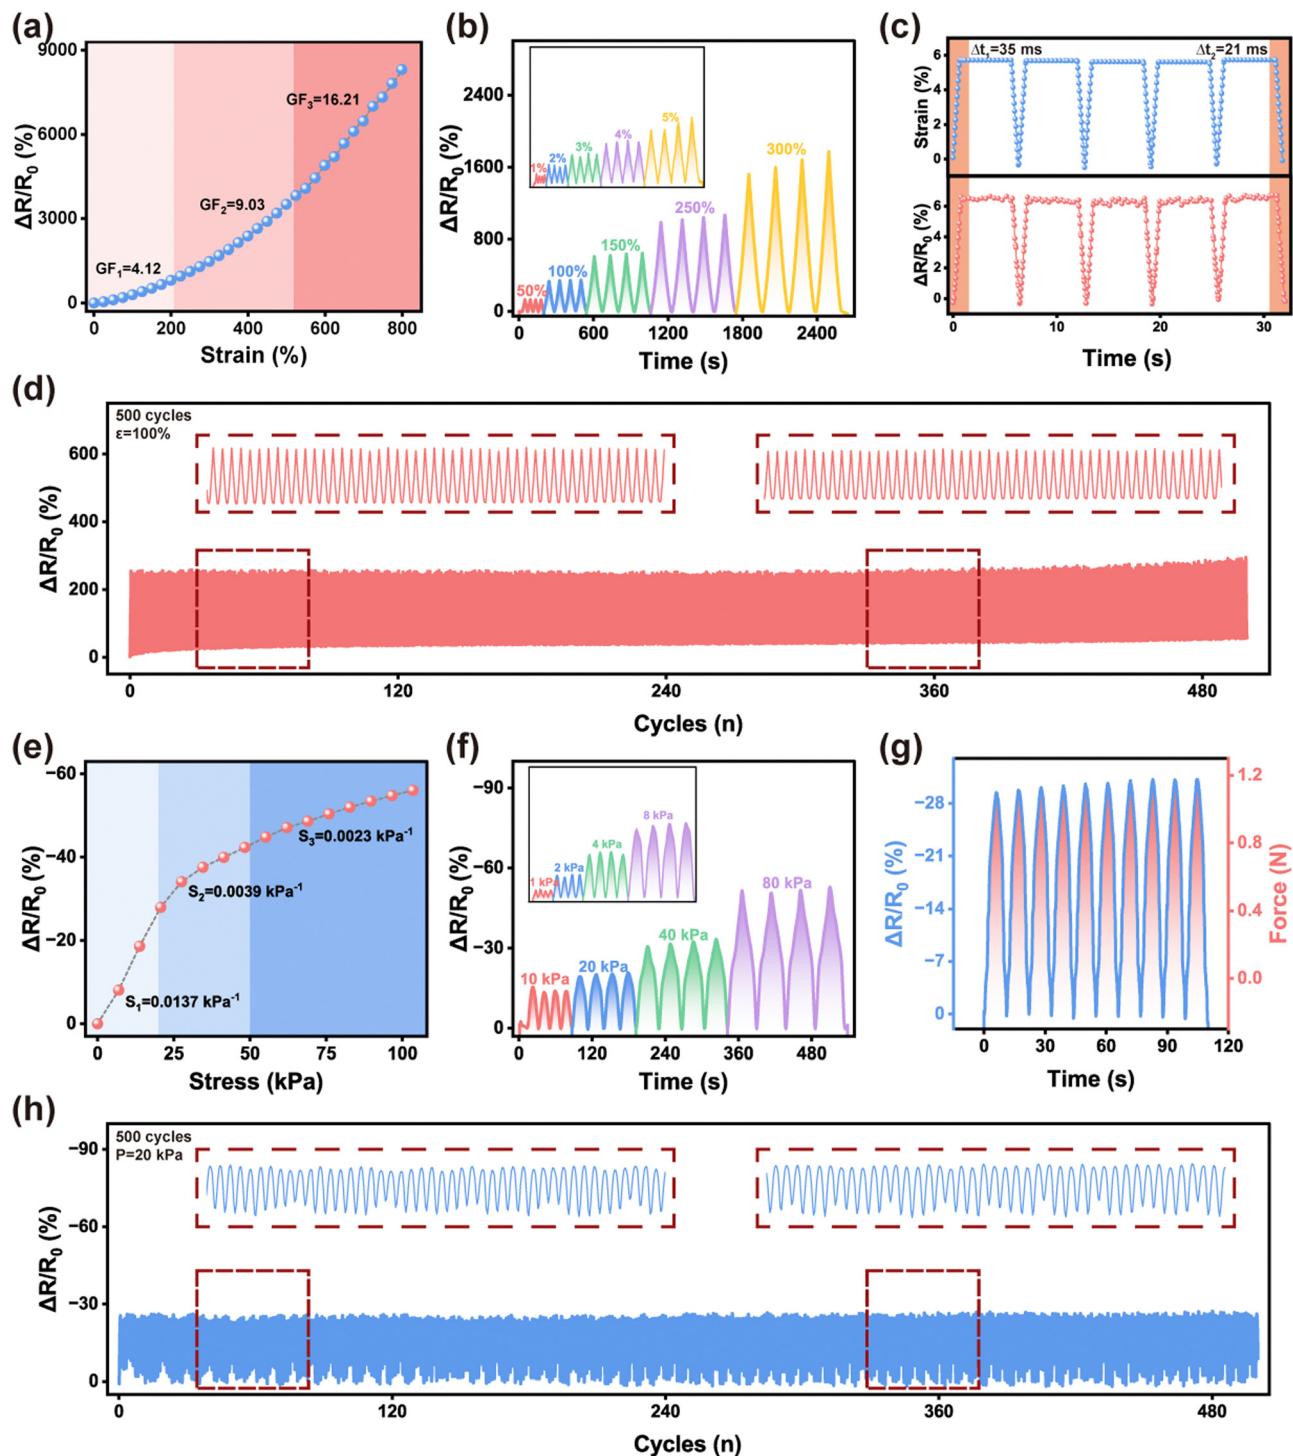 (a)
9000
6000
3000
0
ΔR/R₀ (%)
GF₁=4.12
GF₂=9.03
GF₃=16.21
0 200 400 600 800
Strain (%)
(b)
2400
1600
800
0
ΔR/R₀ (%)
1% 2% 3% 4% 5%
50% 100% 150% 250% 300%
0 600 1200 1800 2400
Time (s)
(c)
Δt₁=35 ms Δt₂=21 ms
6
4
2
0
Strain (%)
6
4
2
0
ΔR/R₀ (%)
0 10 20 30
Time (s)
(d)
500 cycles
ε=100%
600
400
200
0
ΔR/R₀ (%)
0 120 240 360 480
Cycles (n)
(e)
−60
−40
−20
0
ΔR/R₀ (%)
S₁=0.0137 kPa⁻¹
S₂=0.0039 kPa⁻¹
S₃=0.0023 kPa⁻¹
0 25 50 75 100
Stress (kPa)
(f)
−90
−60
−30
0
ΔR/R₀ (%)
1 kPa 2 kPa 4 kPa 8 kPa
10 kPa 20 kPa 40 kPa 80 kPa
0 120 240 360 480
Time (s)
(g)
−28
−21
−14
−7
0
ΔR/R₀ (%)
1.2
0.8
0.4
0.0
Force (N)
0 30 60 90 120
Time (s)
(h)
500 cycles
P=20 kPa
−90
−60
−30
0
ΔR/R₀ (%)
0 120 240 360 480
Cycles (n)